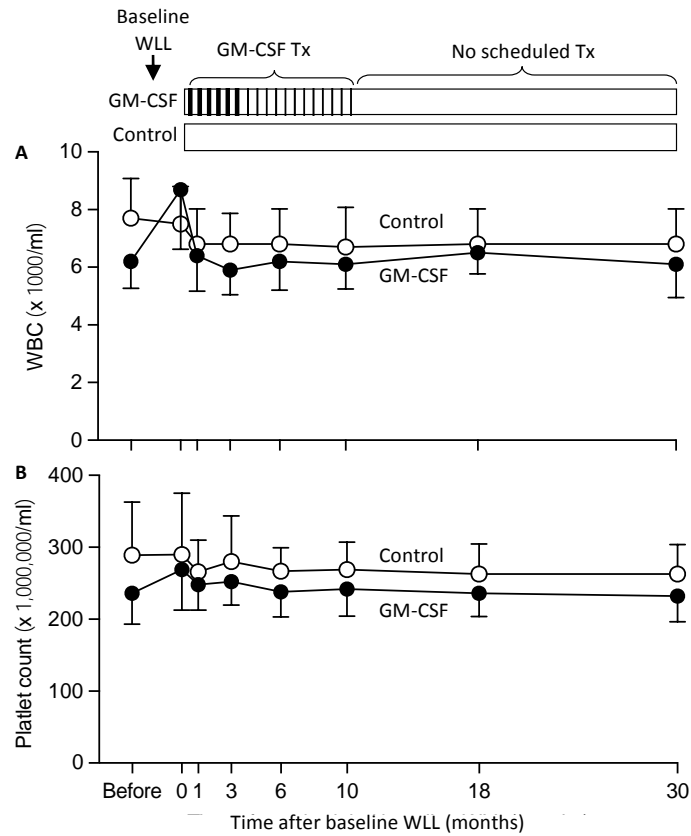 Baseline
WLL
GM-CSF Tx
No scheduled Tx
GM-CSF
Control
A
10
8
6
4
2
0
WBC (x 1000/ml)
Control
GM-CSF
B
400
300
200
100
0
Platlet count (x 1,000,000/ml)
Control
GM-CSF
Before 0 1 3 6 10 18 30
Time after baseline WLL (months)